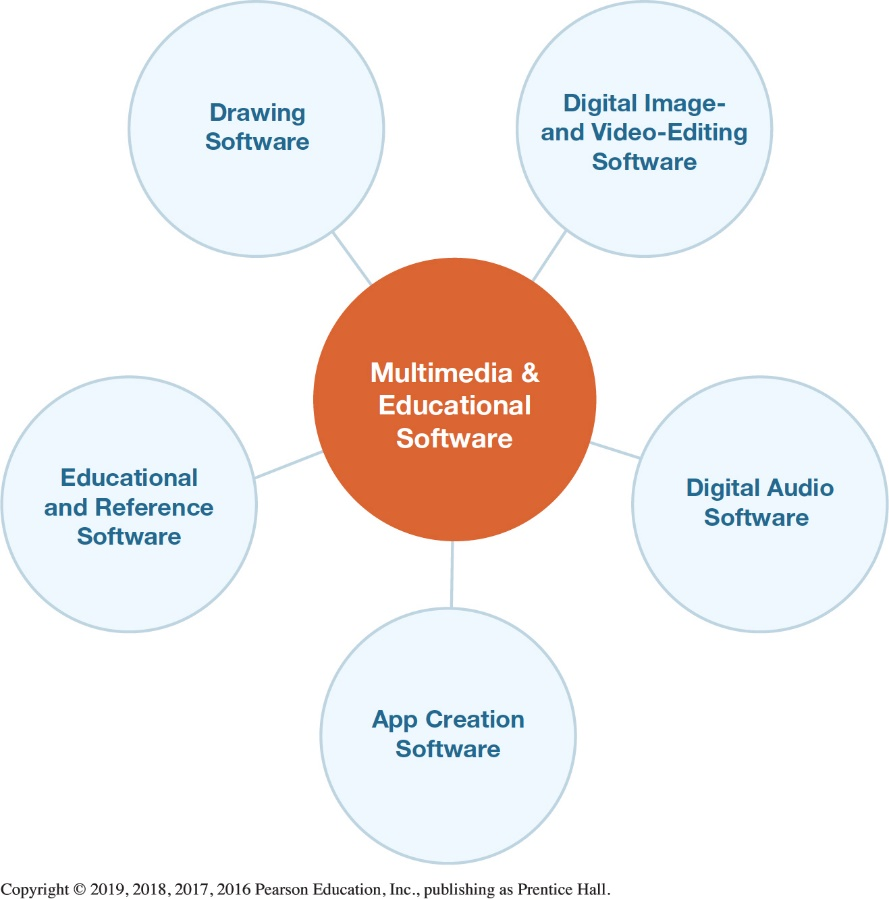 Drawing
Software
Digital Image-
and Video-Editing
Software
Multimedia &
Educational
Software
Educational
and Reference
Software
Digital Audio
Software
App Creation
Software
Copyright © 2019, 2018, 2017, 2016 Pearson Education, Inc., publishing as Prentice Hall.